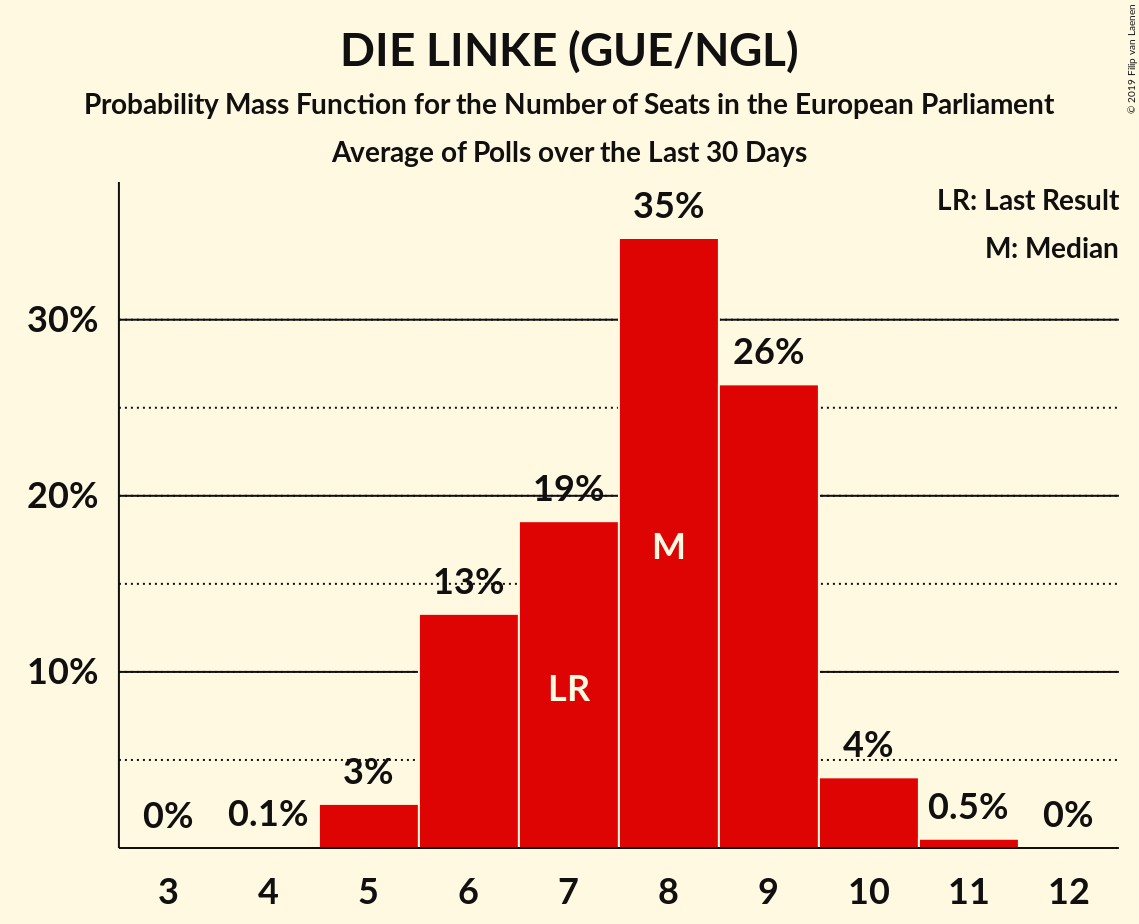 DIE LINKE (GUE/NGL)
Probability Mass Function for the Number of Seats in the European Parliament
Average of Polls over the Last 30 Days
© 2019 Filip van Laenen
LR: Last Result
M: Median
35%
30%
26%
20%
19%
M
13%
10%
LR
4%
3%
0%
0.1%
0.5%
0%
3 4 5 6 7 8 9 10 11 12